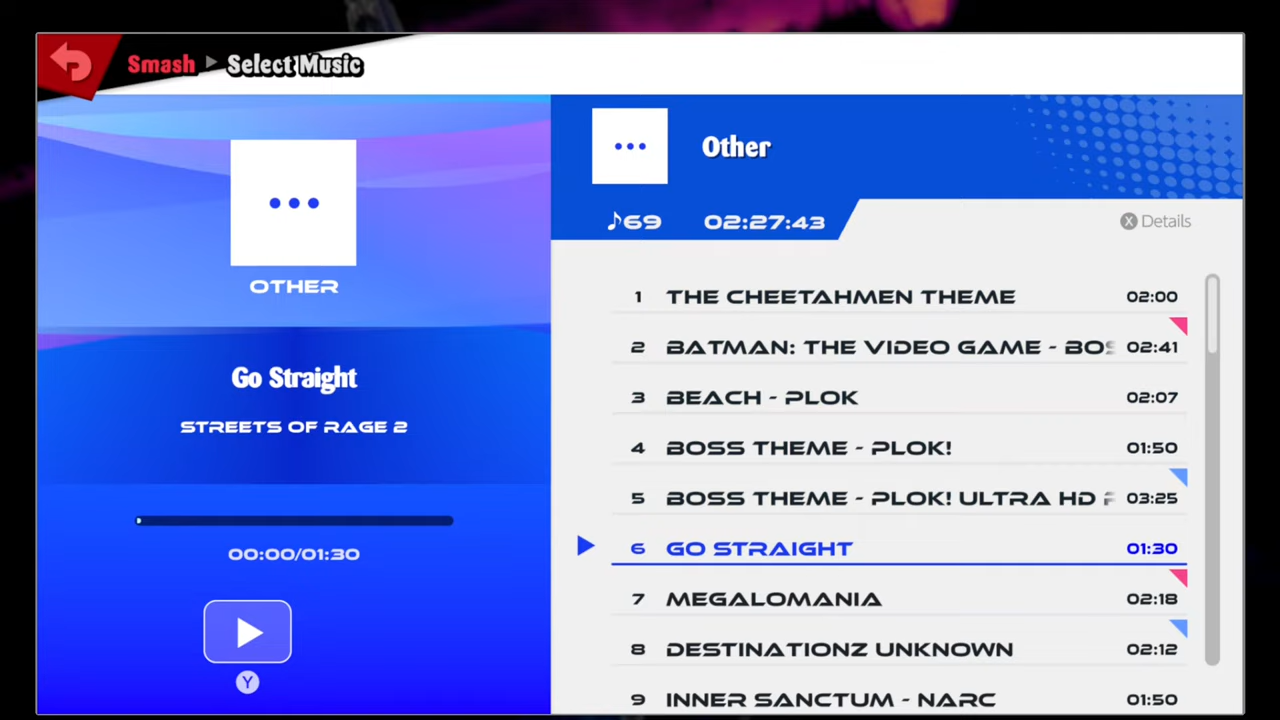 Smash ▶ Select Music
OTHER
Go Straight
STREETS OF RAGE 2
00:00/01:30
Y
Other
♪69 02:27:43
X Details
1 THE CHEETAHMEN THEME 02:00
2 BATMAN: THE VIDEO GAME - BOS 02:41
3 BEACH - PLOK 02:07
4 BOSS THEME - PLOK! 01:50
5 BOSS THEME - PLOK! ULTRA HD 03:25
6 GO STRAIGHT 01:30
7 MEGALOMANIA 02:18
8 DESTINATIONZ UNKNOWN 02:12
9 INNER SANCTUM - NARC 01:50